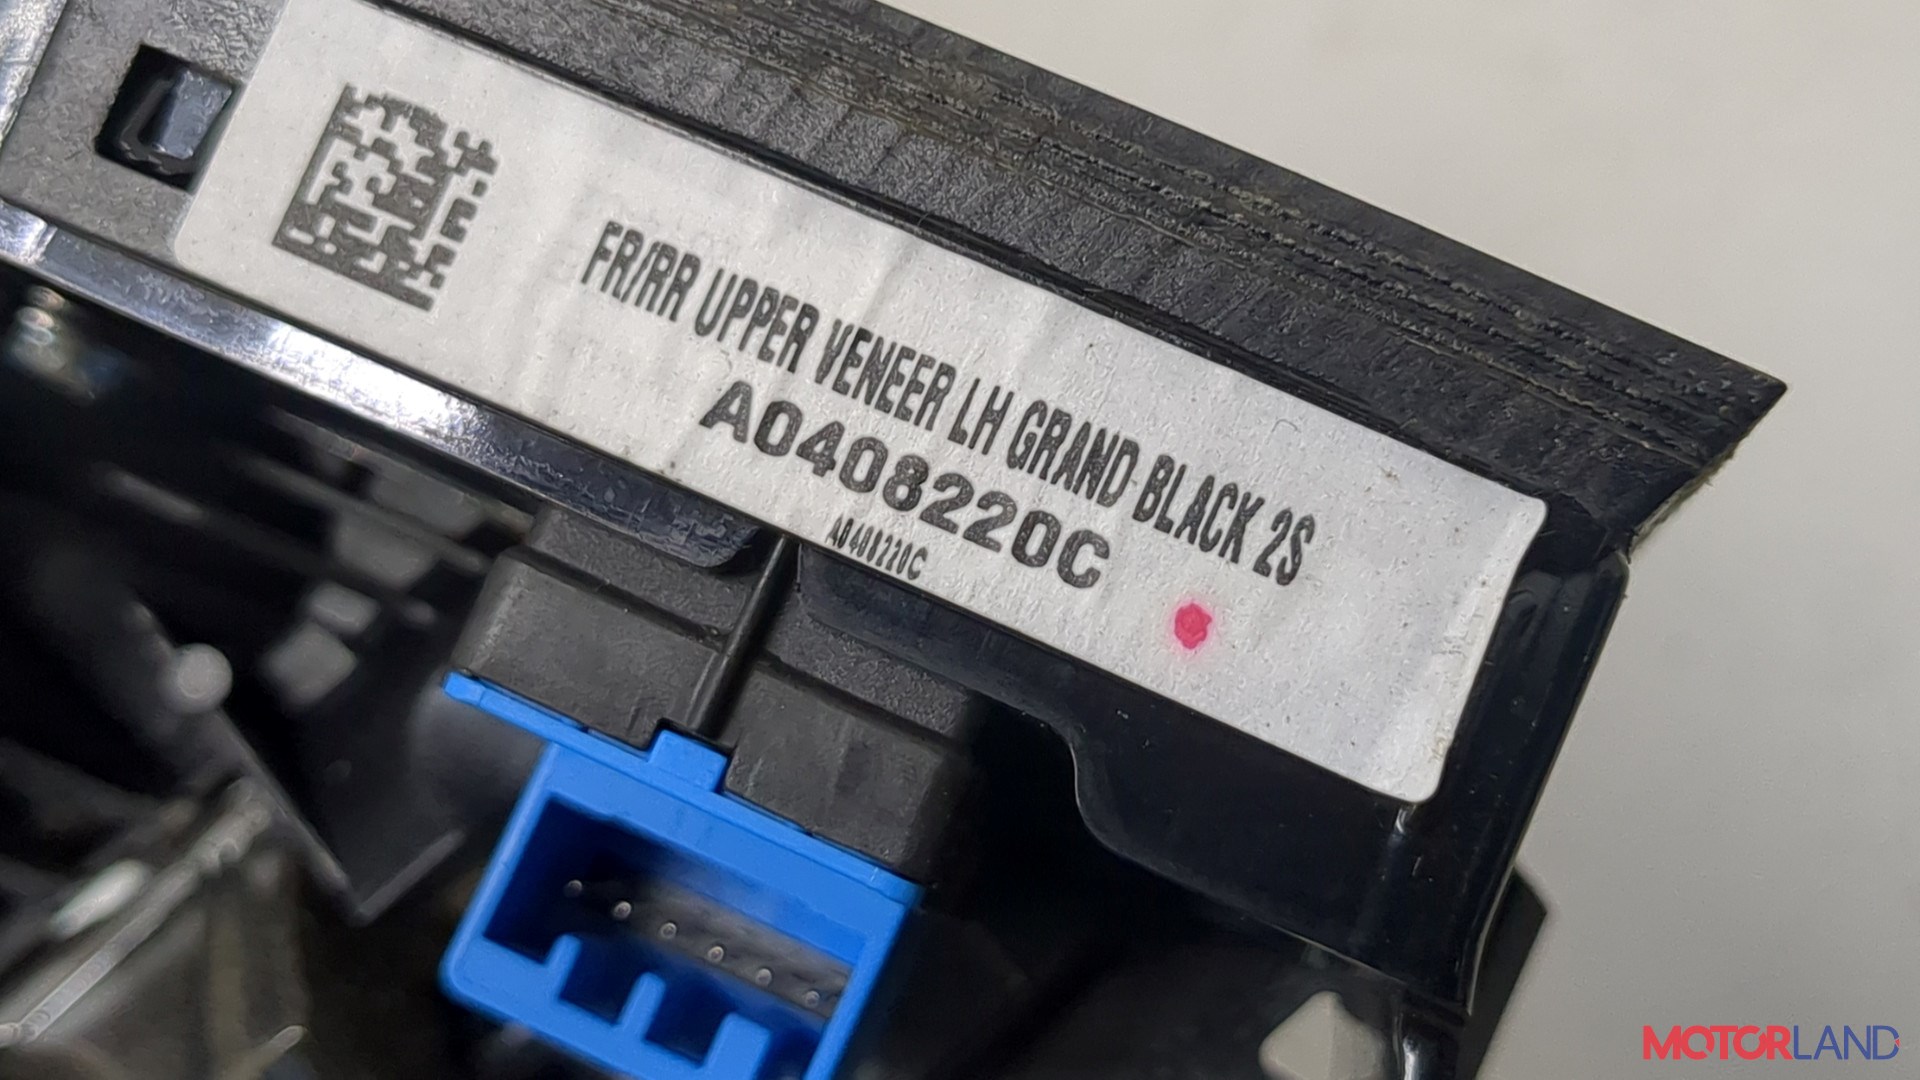 FR/RR UPPER VENEER LH GRAND BLACK 2S
A0408220C
A0408220C
MOTORLAND